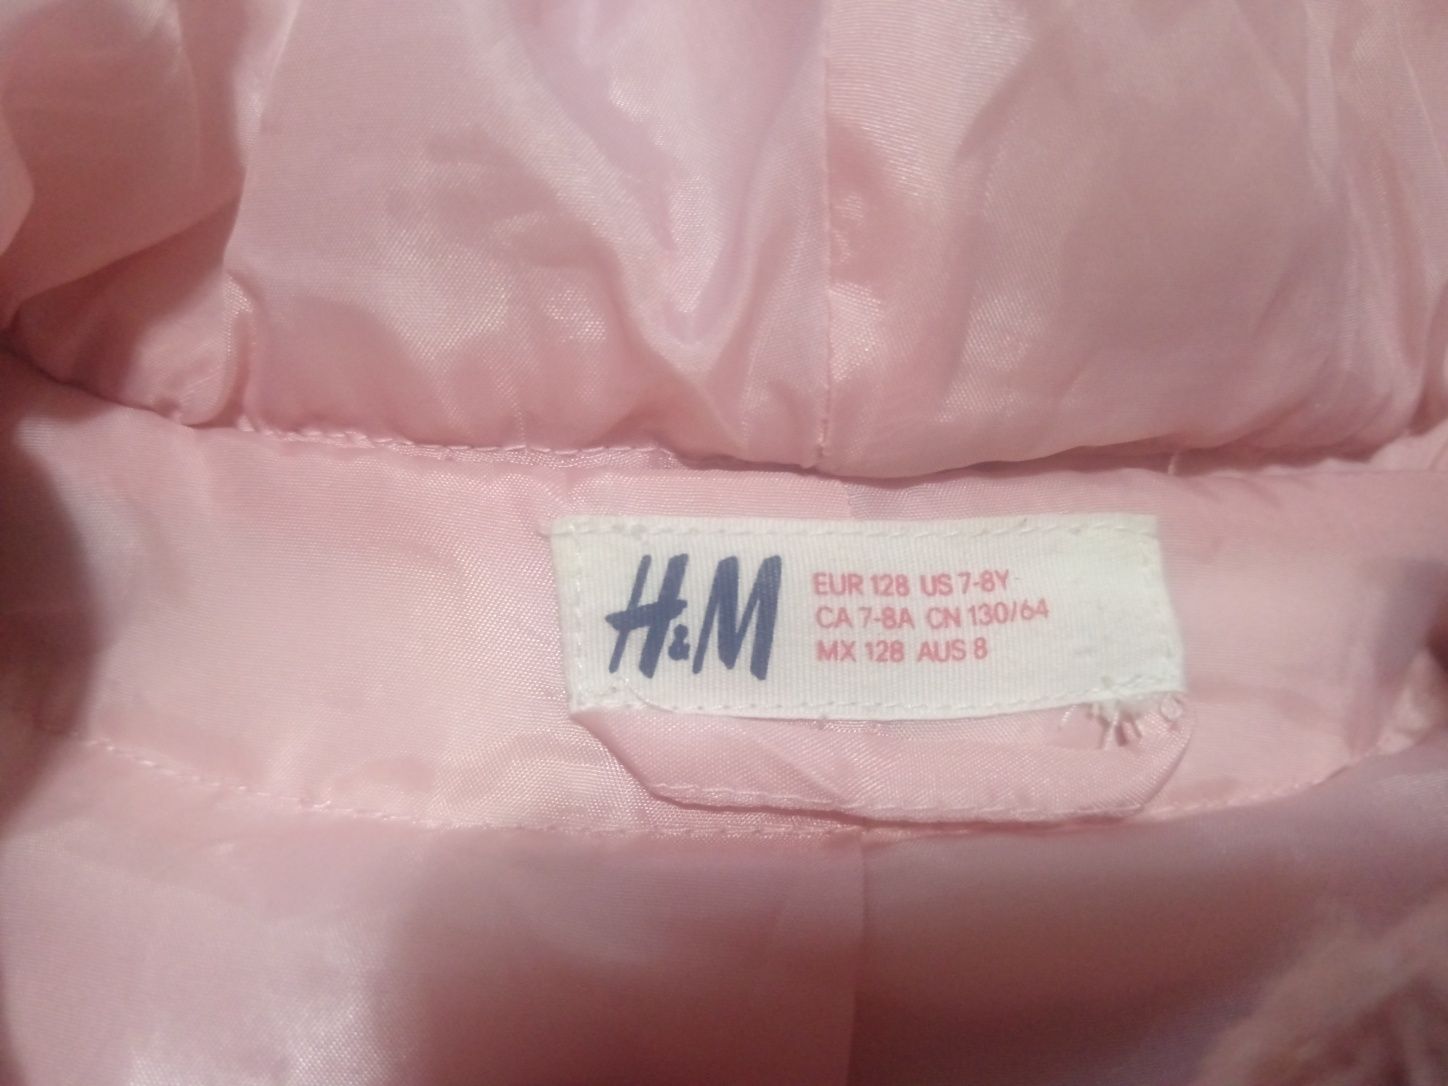 H&M
EUR 128 US 7-8Y
CA 7-8A CN 130/64
MX 128 AUS 8